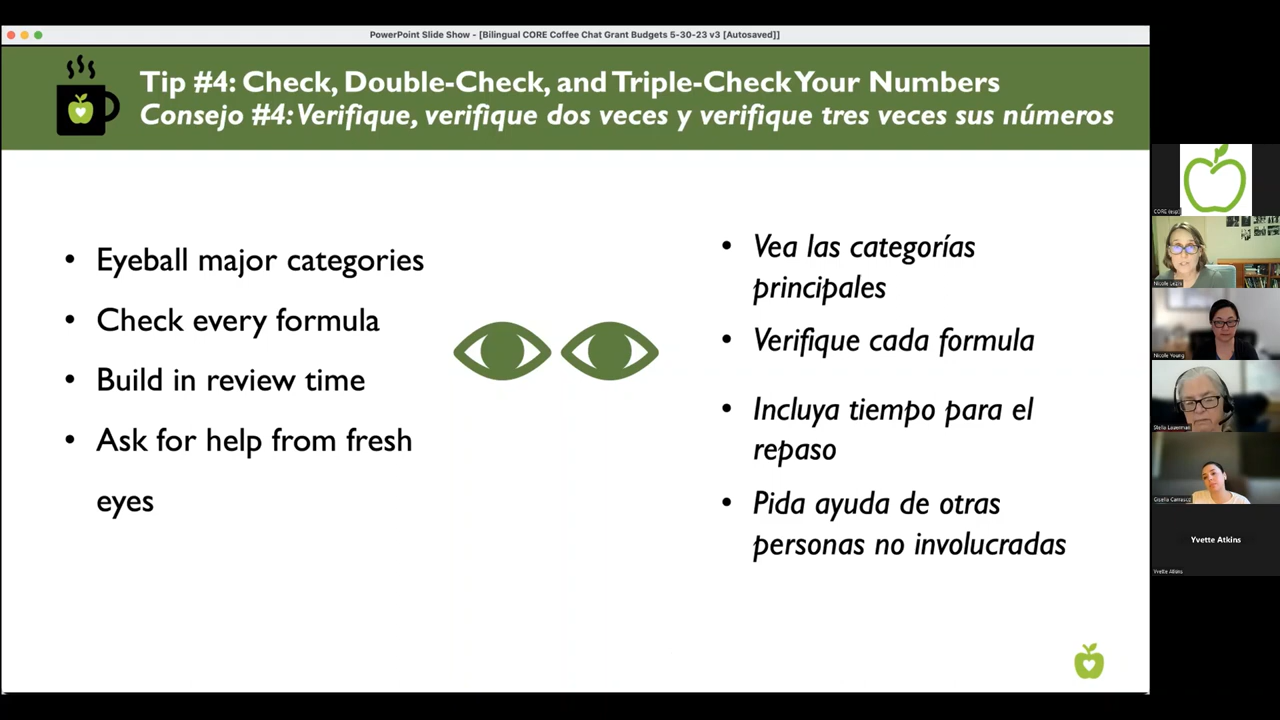 PowerPoint Slide Show - [Bilingual CORE Coffee Chat Grant Budgets 5-30-23 v3 [Autosaved]]
Tip #4: Check, Double-Check, and Triple-Check Your Numbers
Consejo #4: Verifique, verifique dos veces y verifique tres veces sus números
• Eyeball major categories
• Check every formula
• Build in review time
• Ask for help from fresh
eyes
• Vea las categorías
principales
• Verifique cada formula
• Incluya tiempo para el
repaso
• Pida ayuda de otras
personas no involucradas
Nicole Young
Yvette Atkins
Yvette Atkins